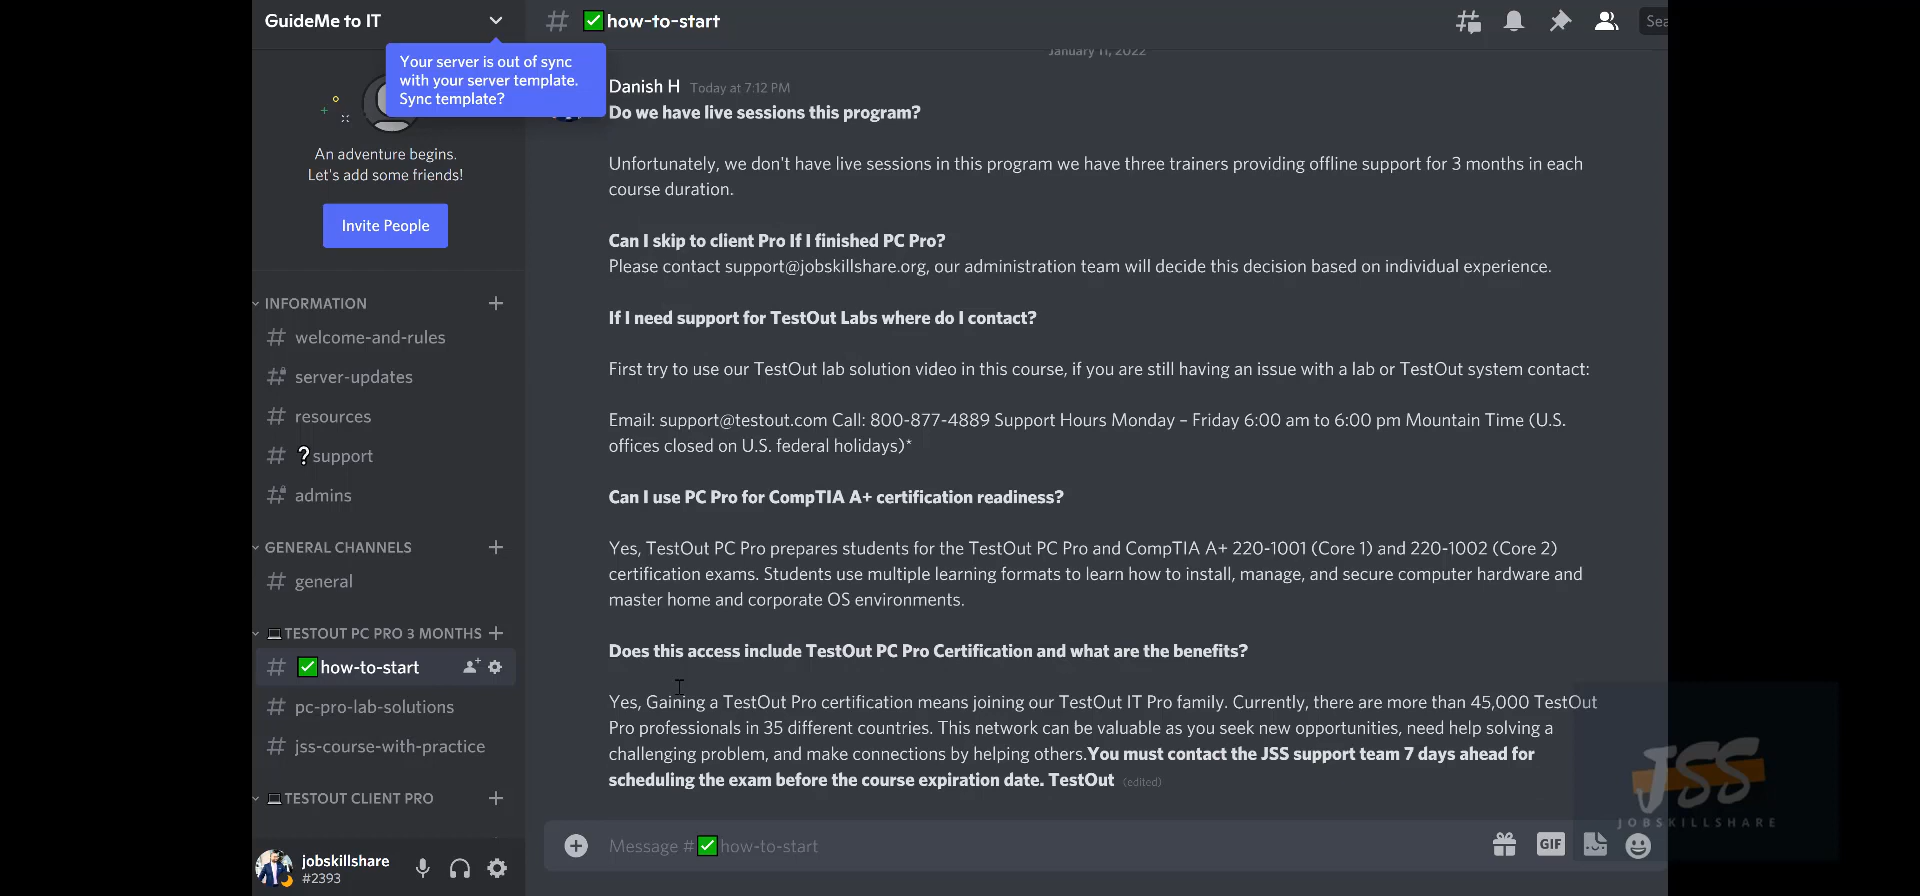 GuideMe to IT
✅how-to-start
Sea
Your server is out of sync
with your server template.
Sync template?
An adventure begins.
Let's add some friends!
Invite People
INFORMATION
welcome-and-rules
server-updates
resources
❔support
admins
GENERAL CHANNELS
general
💻TESTOUT PC PRO 3 MONTHS
✅how-to-start
pc-pro-lab-solutions
jss-course-with-practice
💻TESTOUT CLIENT PRO
jobskillshare
#2393
January 11, 2022
Danish H Today at 7:12 PM
Do we have live sessions this program?
Unfortunately, we don't have live sessions in this program we have three trainers providing offline support for 3 months in each
course duration.
Can I skip to client Pro If I finished PC Pro?
Please contact support@jobskillshare.org, our administration team will decide this decision based on individual experience.
If I need support for TestOut Labs where do I contact?
First try to use our TestOut lab solution video in this course, if you are still having an issue with a lab or TestOut system contact:
Email: support@testout.com Call: 800-877-4889 Support Hours Monday – Friday 6:00 am to 6:00 pm Mountain Time (U.S.
offices closed on U.S. federal holidays)*
Can I use PC Pro for CompTIA A+ certification readiness?
Yes, TestOut PC Pro prepares students for the TestOut PC Pro and CompTIA A+ 220-1001 (Core 1) and 220-1002 (Core 2)
certification exams. Students use multiple learning formats to learn how to install, manage, and secure computer hardware and
master home and corporate OS environments.
Does this access include TestOut PC Pro Certification and what are the benefits?
Yes, Gaining a TestOut Pro certification means joining our TestOut IT Pro family. Currently, there are more than 45,000 TestOut
Pro professionals in 35 different countries. This network can be valuable as you seek new opportunities, need help solving a
challenging problem, and make connections by helping others.You must contact the JSS support team 7 days ahead for
scheduling the exam before the course expiration date. TestOut (edited)
Message #✅how-to-start
GIF
JSS
JOBSKILLSHARE